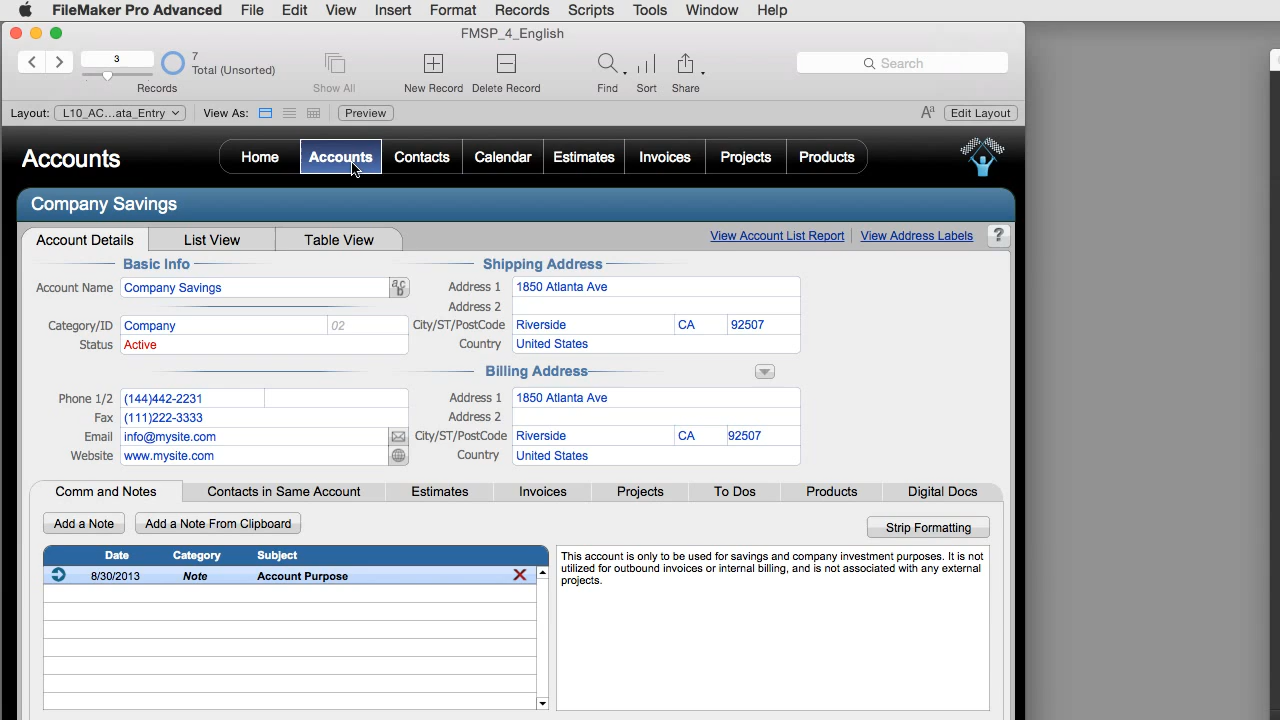 FileMaker Pro Advanced File Edit View Insert Format Records Scripts Tools Window Help
FMSP_4_English
3
7
Total (Unsorted)
Records
Show All
New Record
Delete Record
Find
Sort
Share
Search
Layout: L10_AC...ata_Entry View As: Preview Aa Edit Layout
Accounts
Home Accounts Contacts Calendar Estimates Invoices Projects Products
Company Savings
Account Details List View Table View View Account List Report View Address Labels ?
Basic Info
Shipping Address
Account Name Company Savings abc
Address 1 1850 Atlanta Ave
Address 2
Category/ID Company 02
City/ST/PostCode Riverside CA 92507
Status Active
Country United States
Billing Address
Phone 1/2 (144)442-2231
Address 1 1850 Atlanta Ave
Fax (111)222-3333
Address 2
Email info@mysite.com
City/ST/PostCode Riverside CA 92507
Website www.mysite.com
Country United States
Comm and Notes Contacts in Same Account Estimates Invoices Projects To Dos Products Digital Docs
Add a Note Add a Note From Clipboard Strip Formatting
Date Category Subject
8/30/2013 Note Account Purpose
This account is only to be used for savings and company investment purposes. It is not
utilized for outbound invoices or internal billing, and is not associated with any external
projects.